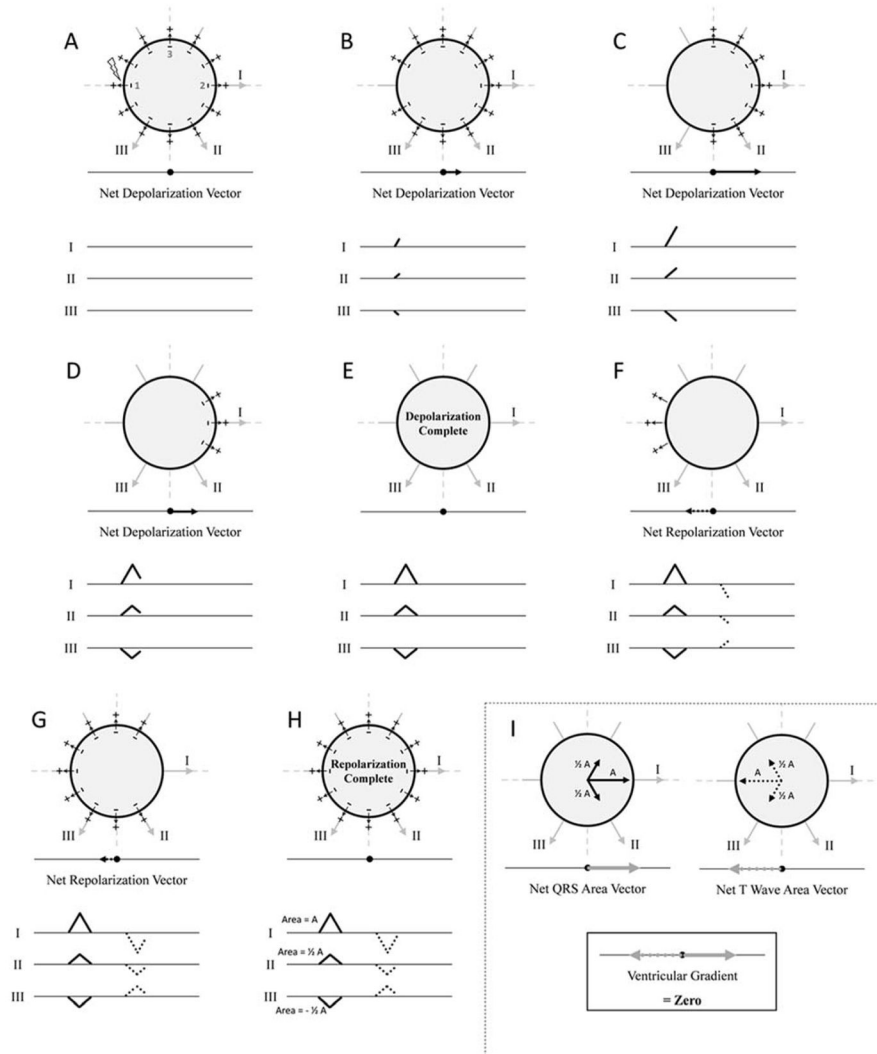 A
B
C
1
2
3
I
III
II
Net Depolarization Vector
I
II
III
I
III
II
Net Depolarization Vector
I
II
III
I
III
II
Net Depolarization Vector
I
II
III
D
E
F
I
III
II
Net Depolarization Vector
I
II
III
Depolarization
Complete
I
III
II
I
II
III
I
III
II
Net Repolarization Vector
I
II
III
G
H
I
I
III
II
Net Repolarization Vector
I
II
III
Repolarization
Complete
I
III
II
Area = A
I
Area = ½ A
II
III
Area = - ½ A
½ A
A
½ A
I
III
II
Net QRS Area Vector
½ A
A
½ A
I
III
II
Net T Wave Area Vector
Ventricular Gradient
= Zero